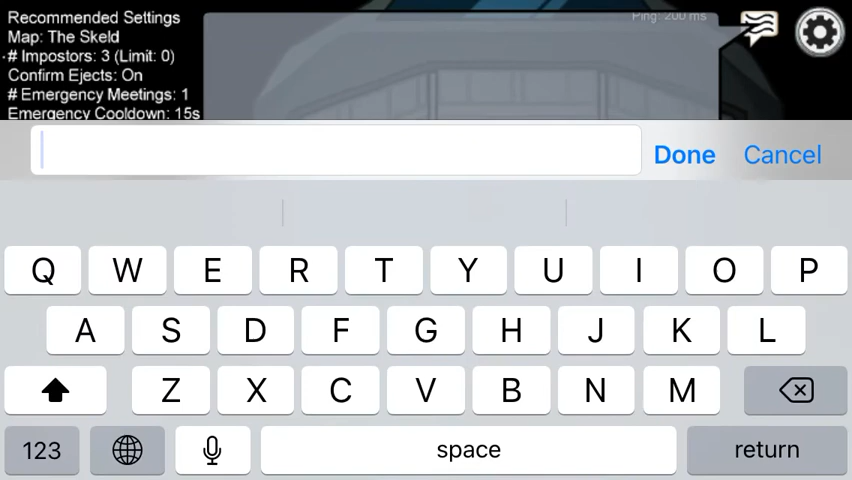 Recommended Settings
Ping: 200 ms
Map: The Skeld
# Impostors: 3 (Limit: 0)
Confirm Ejects: On
# Emergency Meetings: 1
Emergency Cooldown: 15s
Done Cancel
Q W E R T Y U I O P
A S D F G H J K L
Z X C V B N M
123 space return